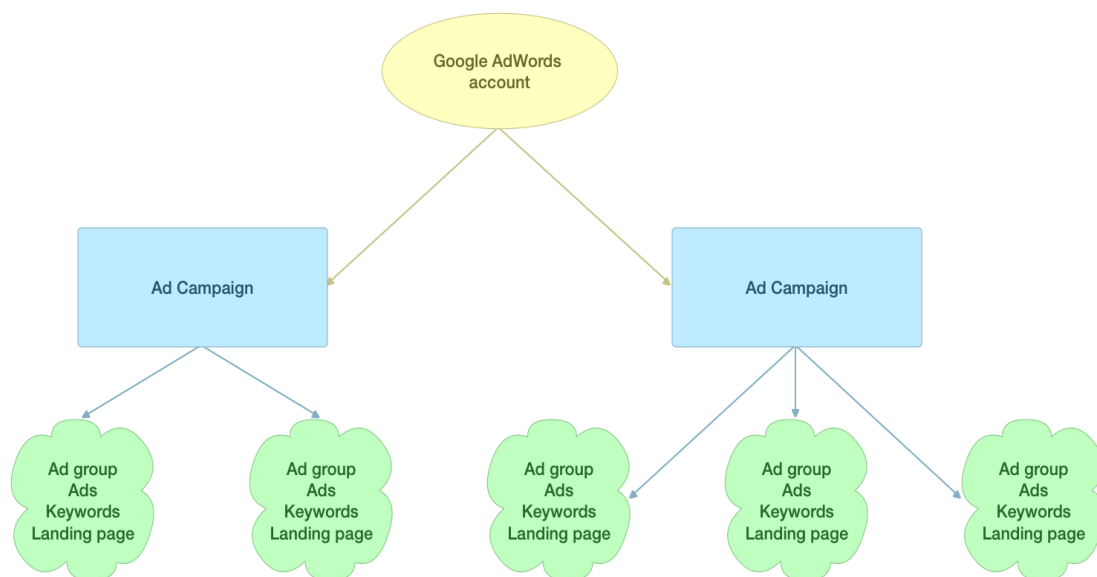 Google AdWords
account
Ad Campaign
Ad Campaign
Ad group
Ads
Keywords
Landing page
Ad group
Ads
Keywords
Landing page
Ad group
Ads
Keywords
Landing page
Ad group
Ads
Keywords
Landing page
Ad group
Ads
Keywords
Landing page